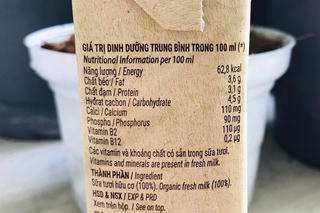 GIÁ TRỊ DINH DƯỠNG TRUNG BÌNH TRONG 100 ml (*)
Nutritional Information per 100 ml
Năng lượng / Energy 62,8 kcal
Chất béo / Fat 3,6 g
Chất đạm / Protein 3,1 g
Hyđrat cacbon / Carbohydrate 4,5 g
Calci / Calcium 110 mg
Phospho / Phosphorus 90 mg
Vitamin B2 110 µg
Vitamin B12 0,2 µg
Các vitamin và khoáng chất có sẵn trong sữa tươi.
Vitamins and minerals are present in fresh milk.
THÀNH PHẦN / Ingredient
Sữa tươi hữu cơ (100%). Organic fresh milk (100%).
HSD & NSX / EXP & PRD
Xem trên hộp. / See on top.